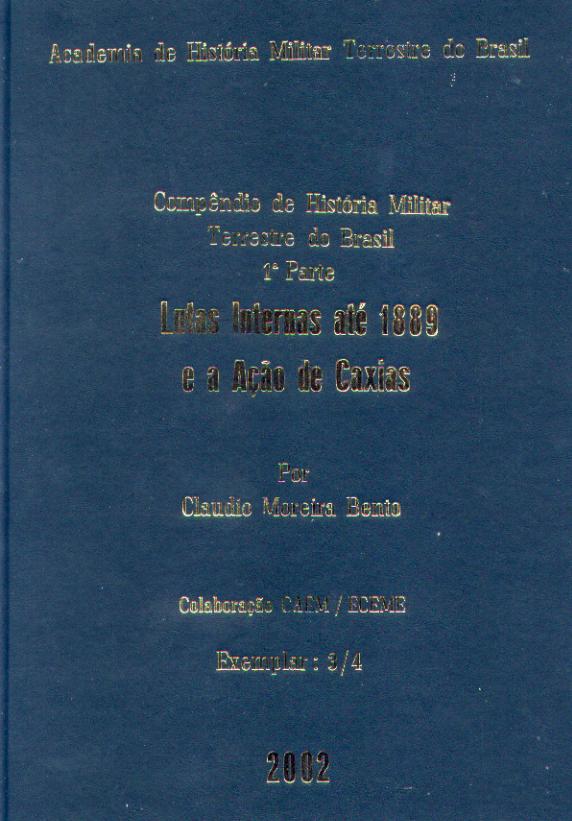 Academia de História Militar Terrestre do Brasil
Compêndio de História Militar
Terrestre do Brasil
1ª Parte
Lutas Internas até 1889
e a Ação de Caxias
Por
Claudio Moreira Bento
Colaboração CAEM / ECEME
Exemplar: 3/4
2002